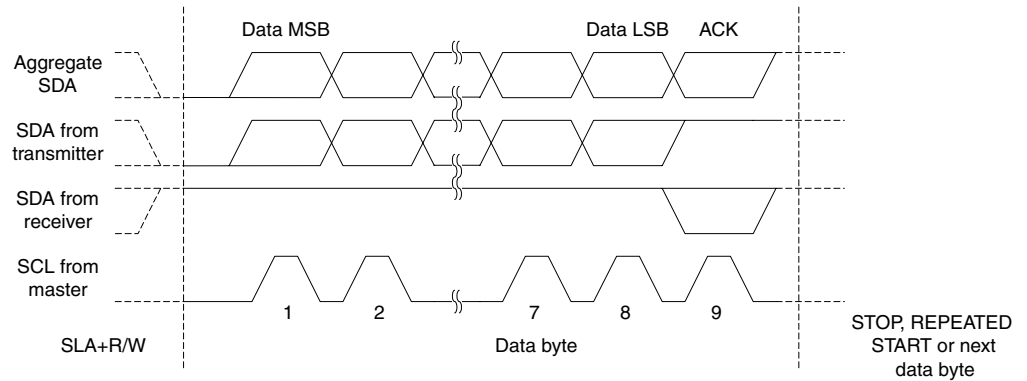 Data MSB
Data LSB
ACK
Aggregate
SDA
SDA from
transmitter
SDA from
receiver
SCL from
master
1
2
7
8
9
SLA+R/W
Data byte
STOP, REPEATED
START or next
data byte